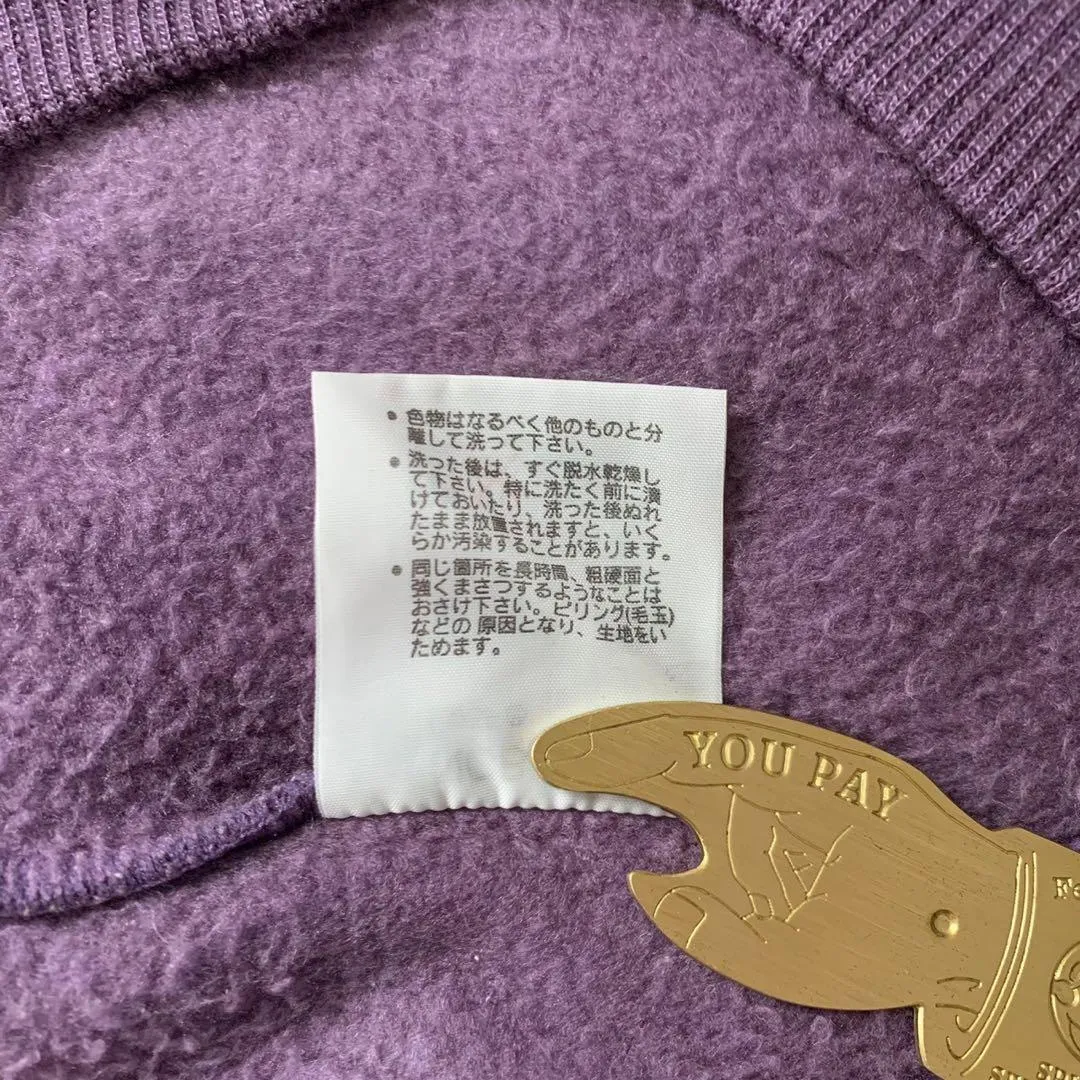 • 色物はなるべく他のものと分
離して洗って下さい。
• 洗った後は、すぐ脱水乾燥し
て下さい。特に洗たく前に漬
けておいたり、洗った後ぬれ
たまま放置されますと、いく
らか汚染することがあります。
• 同じ箇所を長時間、粗硬面と
強くまさつするようなことは
おさけ下さい。ピリング(毛玉)
などの原因となり、生地をい
ためます。
YOU PAY